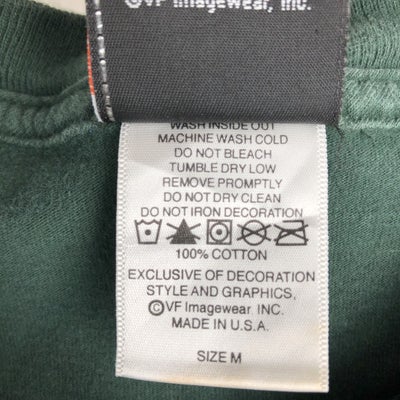 ©VF Imagewear, Inc.
WASH INSIDE OUT
MACHINE WASH COLD
DO NOT BLEACH
TUMBLE DRY LOW
REMOVE PROMPTLY
DO NOT DRY CLEAN
DO NOT IRON DECORATION
100% COTTON
EXCLUSIVE OF DECORATION
STYLE AND GRAPHICS,
©VF Imagewear INC.
MADE IN U.S.A.
SIZE M